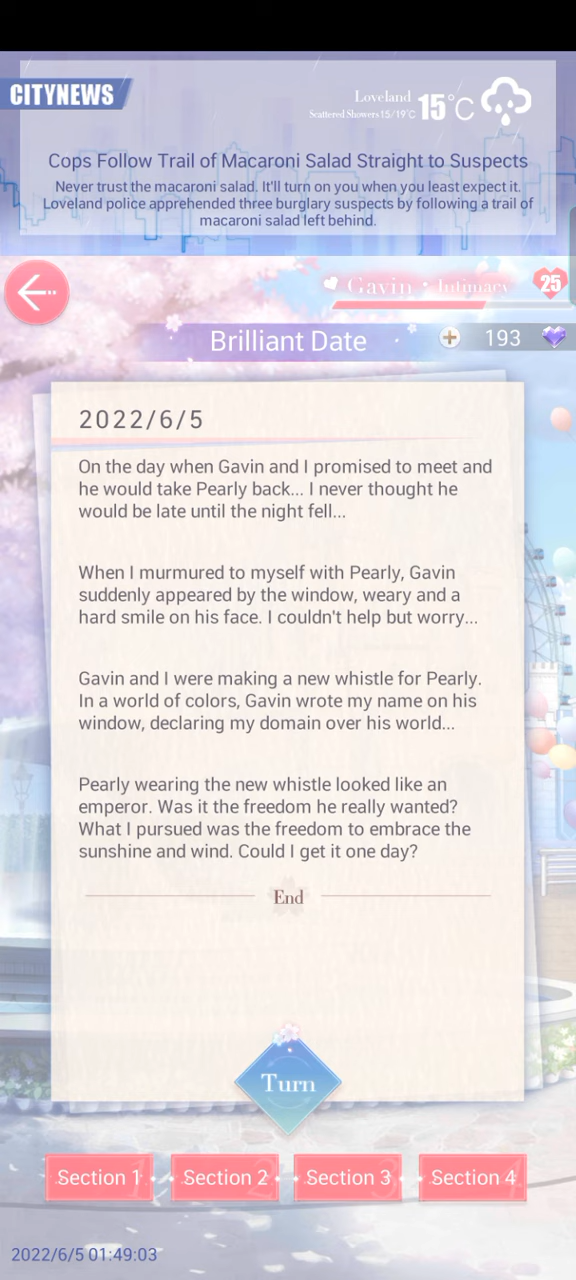 CITYNEWS
Loveland
Scattered Showers 15/19°C
15°C
Cops Follow Trail of Macaroni Salad Straight to Suspects
Never trust the macaroni salad. It'll turn on you when you least expect it.
Loveland police apprehended three burglary suspects by following a trail of
macaroni salad left behind.
Gavin • Intimacy
25
Brilliant Date
193
2022/6/5
On the day when Gavin and I promised to meet and
he would take Pearly back... I never thought he
would be late until the night fell...
When I murmured to myself with Pearly, Gavin
suddenly appeared by the window, weary and a
hard smile on his face. I couldn't help but worry...
Gavin and I were making a new whistle for Pearly.
In a world of colors, Gavin wrote my name on his
window, declaring my domain over his world...
Pearly wearing the new whistle looked like an
emperor. Was it the freedom he really wanted?
What I pursued was the freedom to embrace the
sunshine and wind. Could I get it one day?
End
Turn
Section 1
Section 2
Section 3
Section 4
2022/6/5 01:49:03